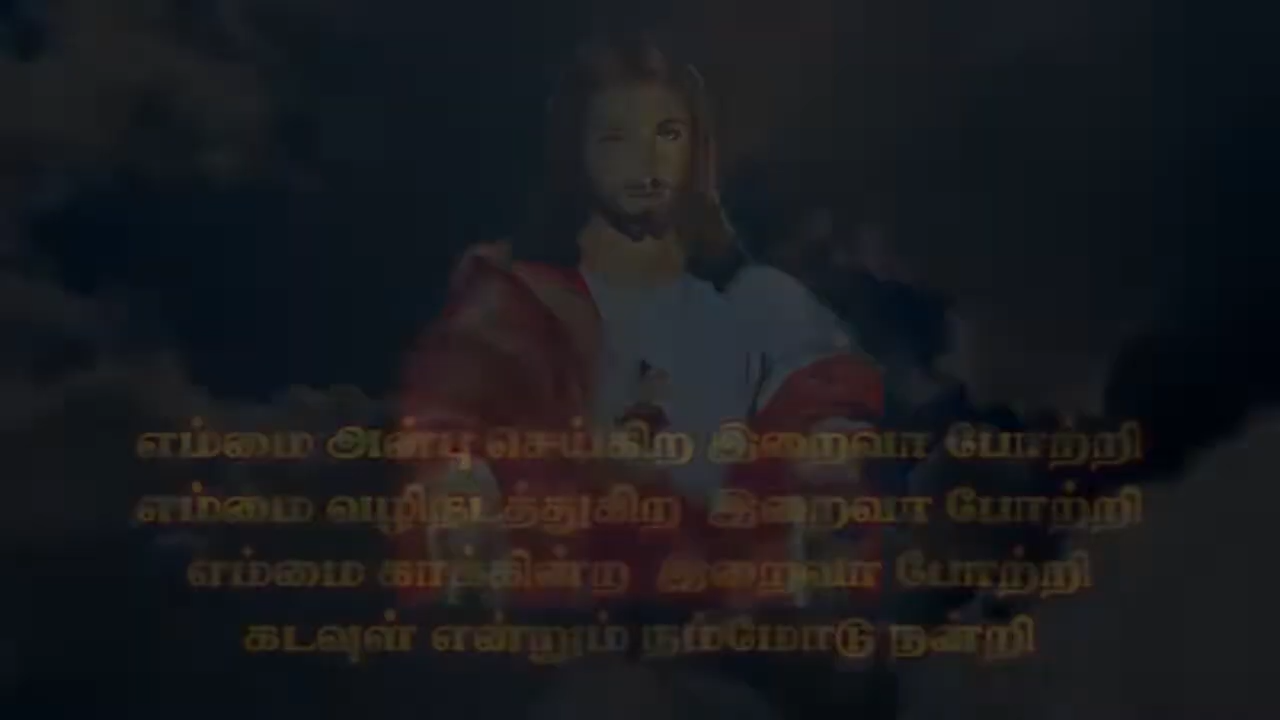 எம்மை அன்பு செய்கிற இறைவா போற்றி
எம்மை வழிநடத்துகிற இறைவா போற்றி
எம்மை காக்கின்ற இறைவா போற்றி
கடவுள் என்றும் நம்மோடு நன்றி